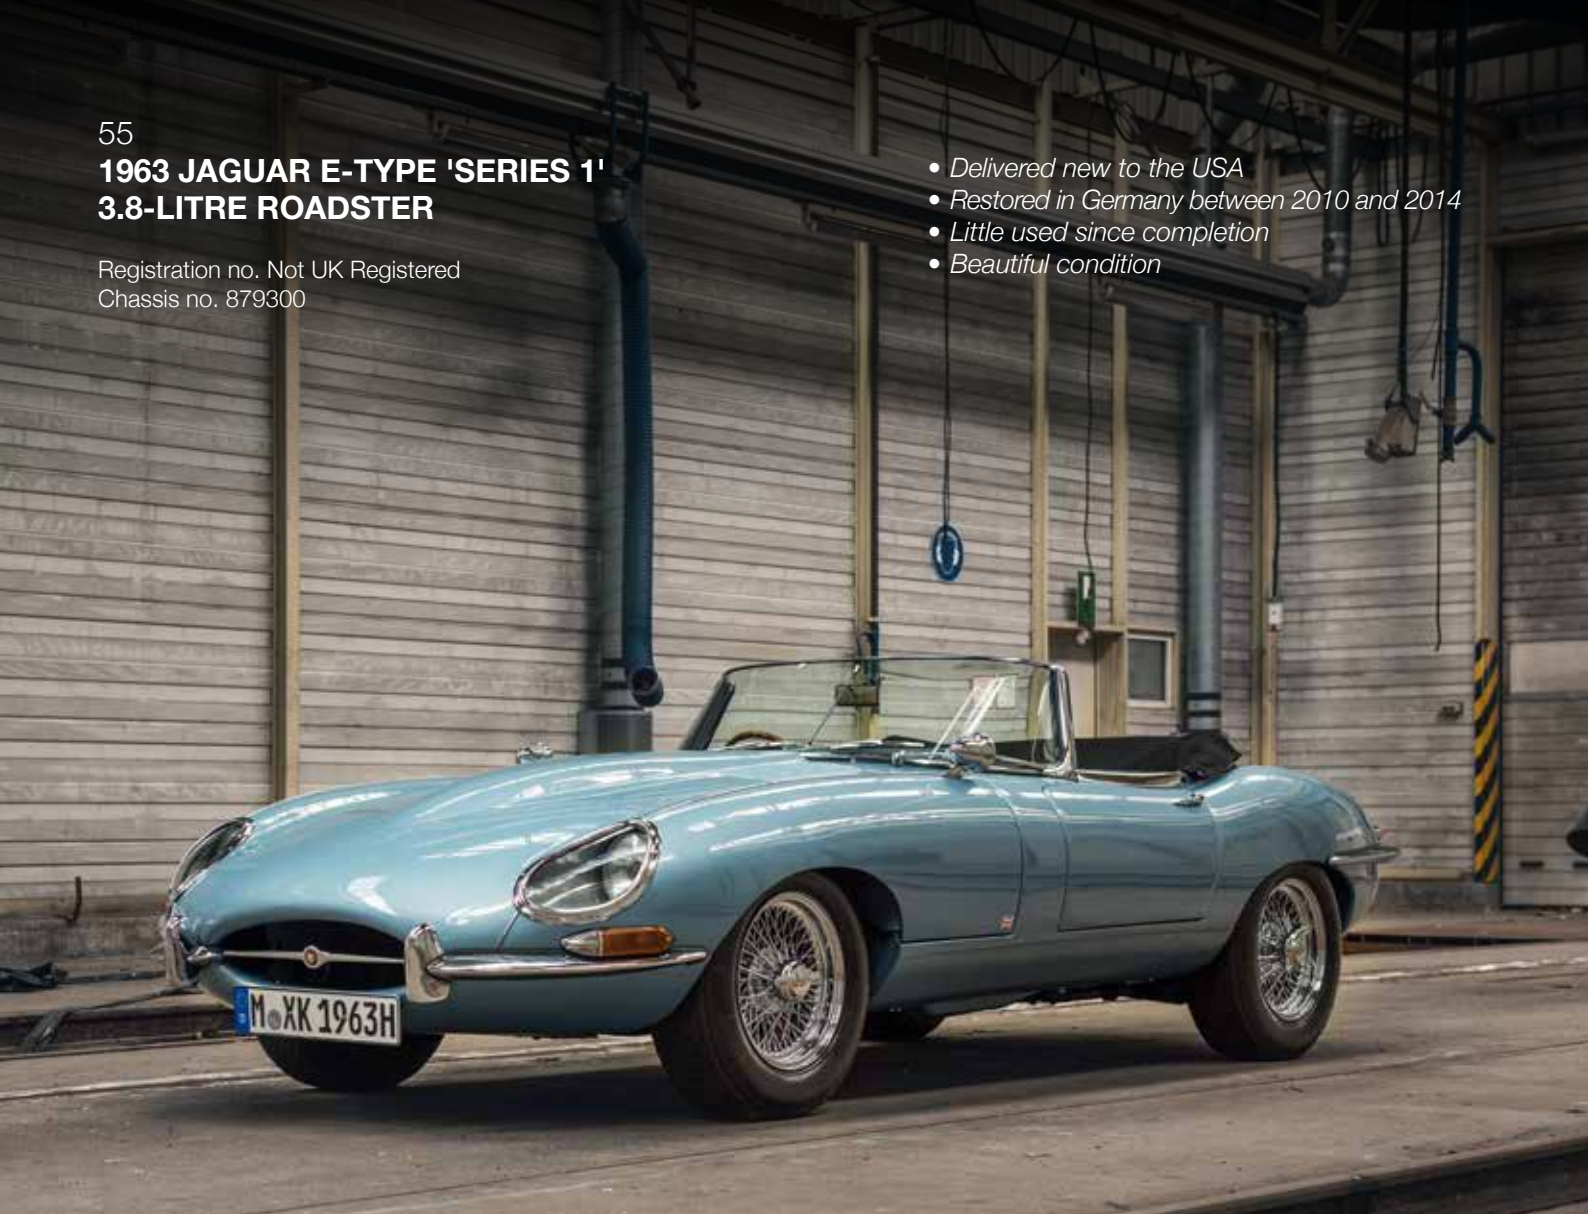 55
1963 JAGUAR E-TYPE 'SERIES 1'
3.8-LITRE ROADSTER
Registration no. Not UK Registered
Chassis no. 879300
• Delivered new to the USA
• Restored in Germany between 2010 and 2014
• Little used since completion
• Beautiful condition
M XK 1963H